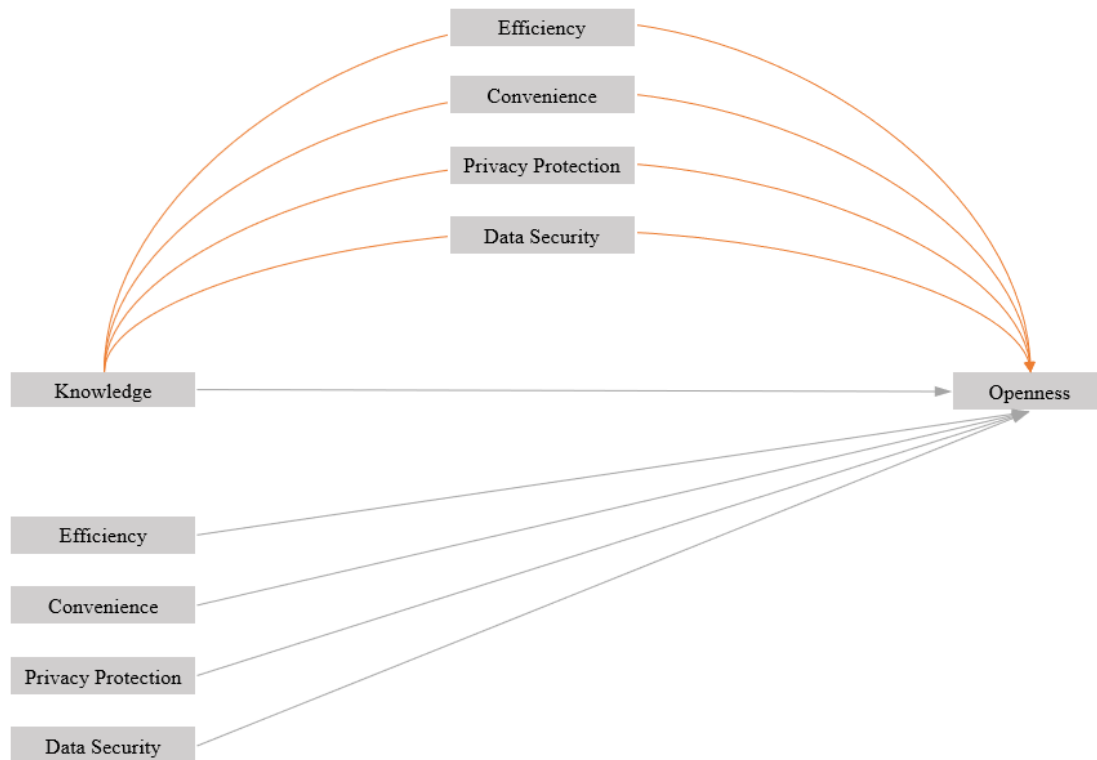 Efficiency
Convenience
Privacy Protection
Data Security
Knowledge
Openness
Efficiency
Convenience
Privacy Protection
Data Security